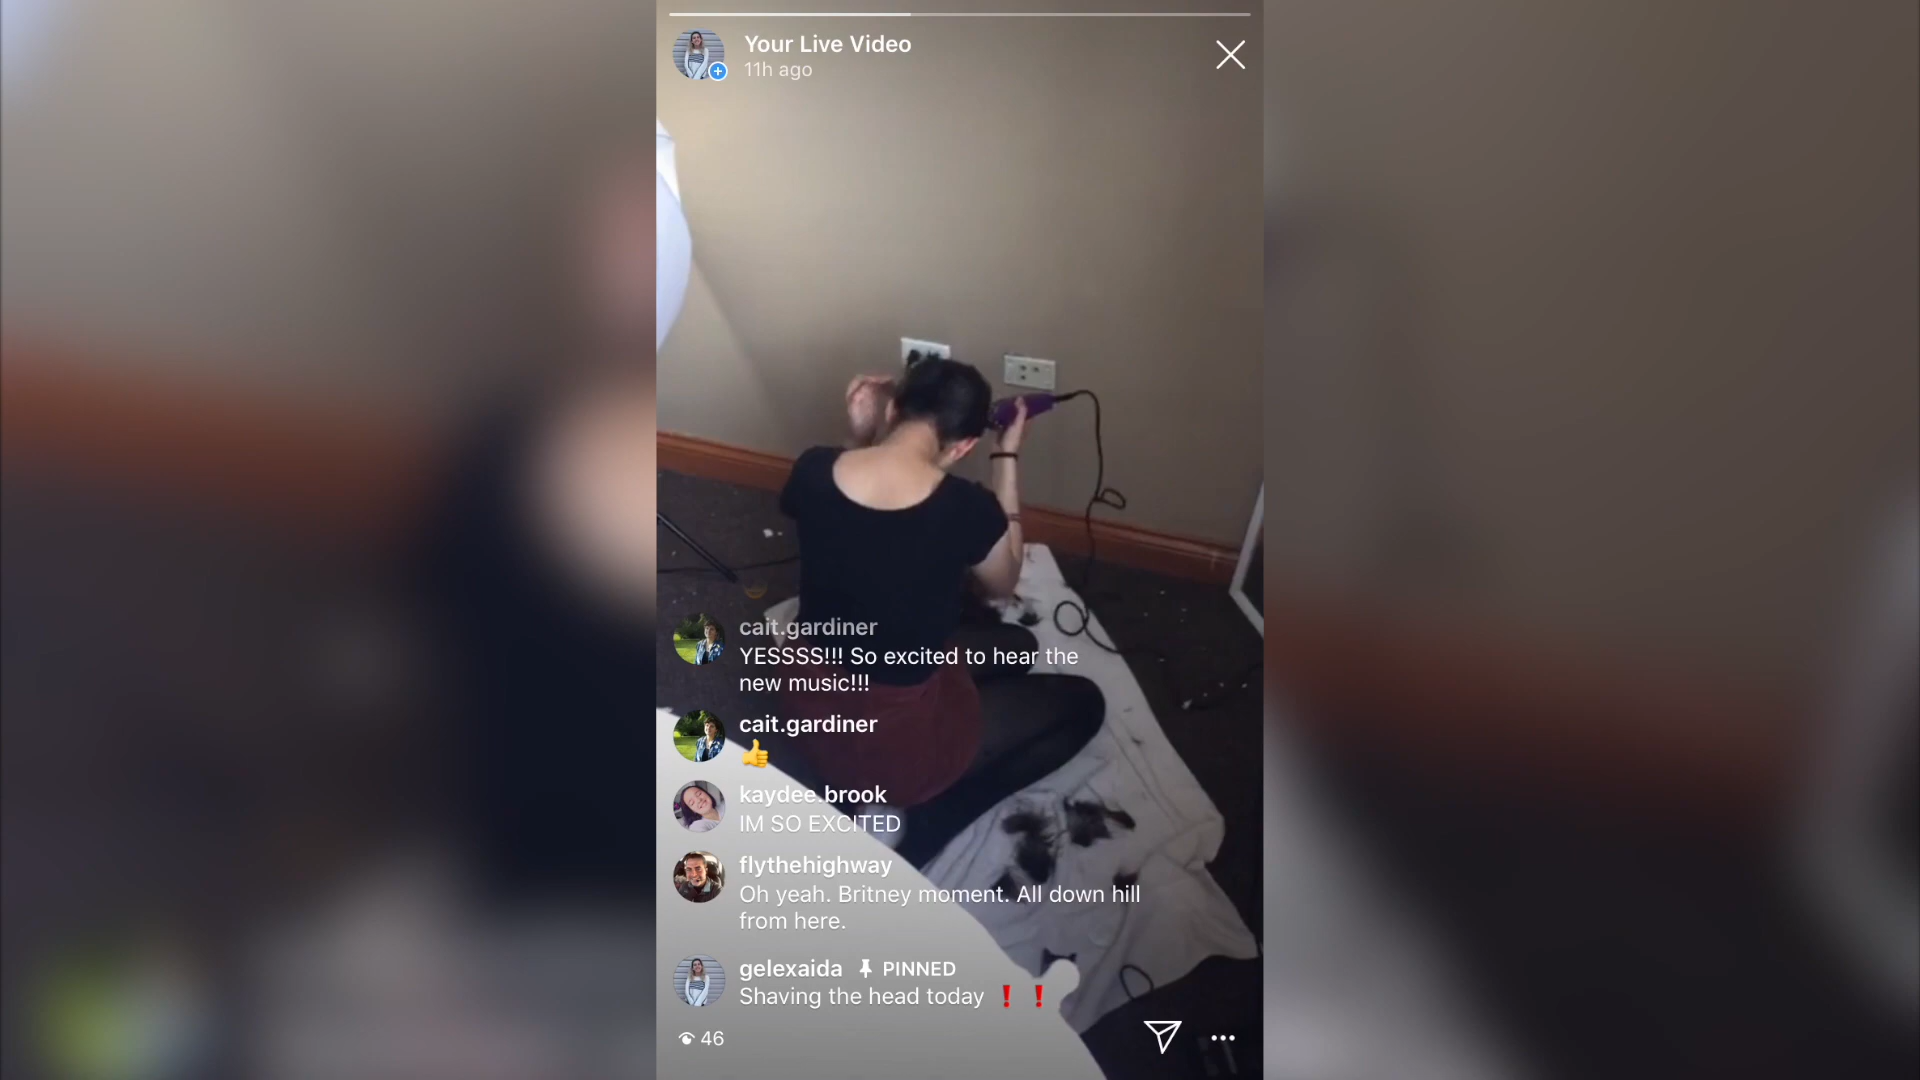 Your Live Video
11h ago
cait.gardiner
YESSSS!!! So excited to hear the
new music!!!
cait.gardiner
👍
kaydee.brook
IM SO EXCITED
flythehighway
Oh yeah. Britney moment. All down hill
from here.
gelexaida PINNED
Shaving the head today ❗❗
46